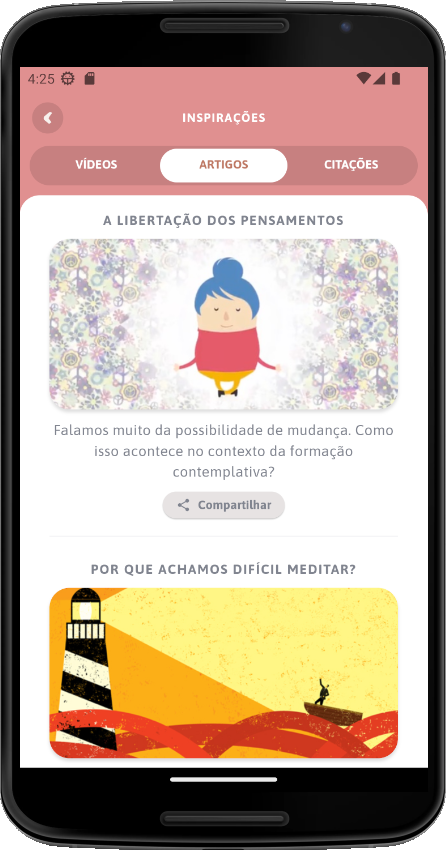 4:25
INSPIRAÇÕES
VÍDEOS ARTIGOS CITAÇÕES
A LIBERTAÇÃO DOS PENSAMENTOS
Falamos muito da possibilidade de mudança. Como
isso acontece no contexto da formação
contemplativa?
Compartilhar
POR QUE ACHAMOS DIFÍCIL MEDITAR?